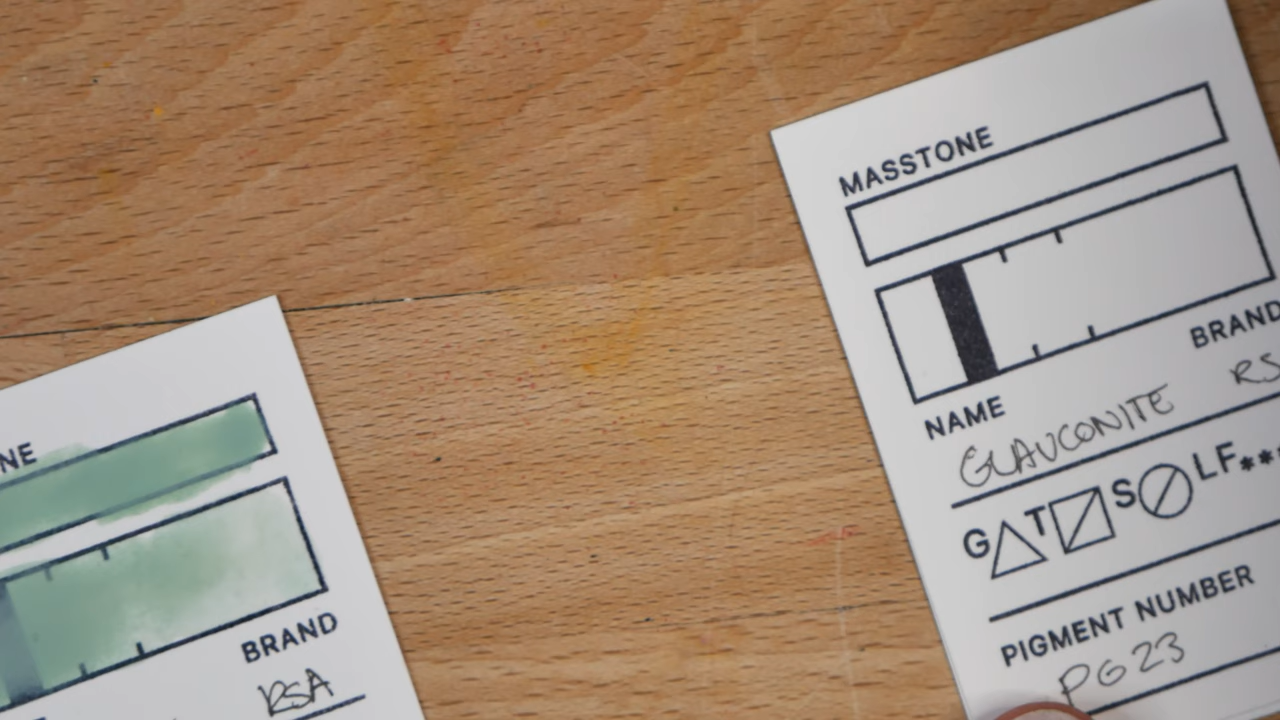 MASSTONE
NAME
BRAND
GLAUCONITE
RS
G T S LF**
PIGMENT NUMBER
PG23
NE
BRAND
RSA